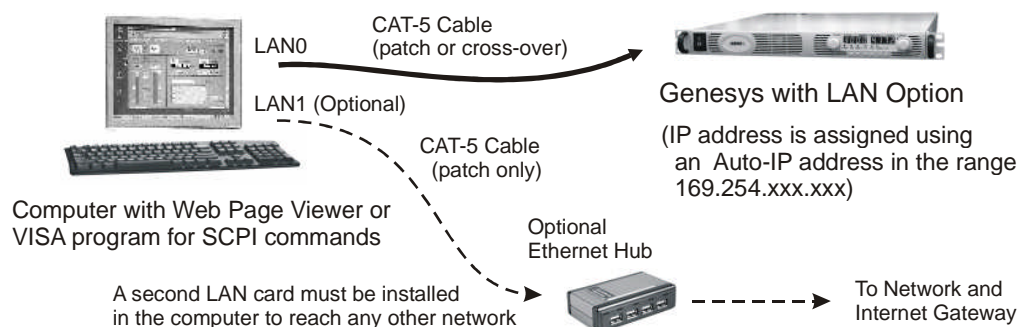 CAT-5 Cable
(patch or cross-over)
LAN0
LAN1 (Optional)
Genesys with LAN Option
(IP address is assigned using
an Auto-IP address in the range
169.254.xxx.xxx)
CAT-5 Cable
(patch only)
Computer with Web Page Viewer or
VISA program for SCPI commands
Optional
Ethernet Hub
A second LAN card must be installed
in the computer to reach any other network
To Network and
Internet Gateway